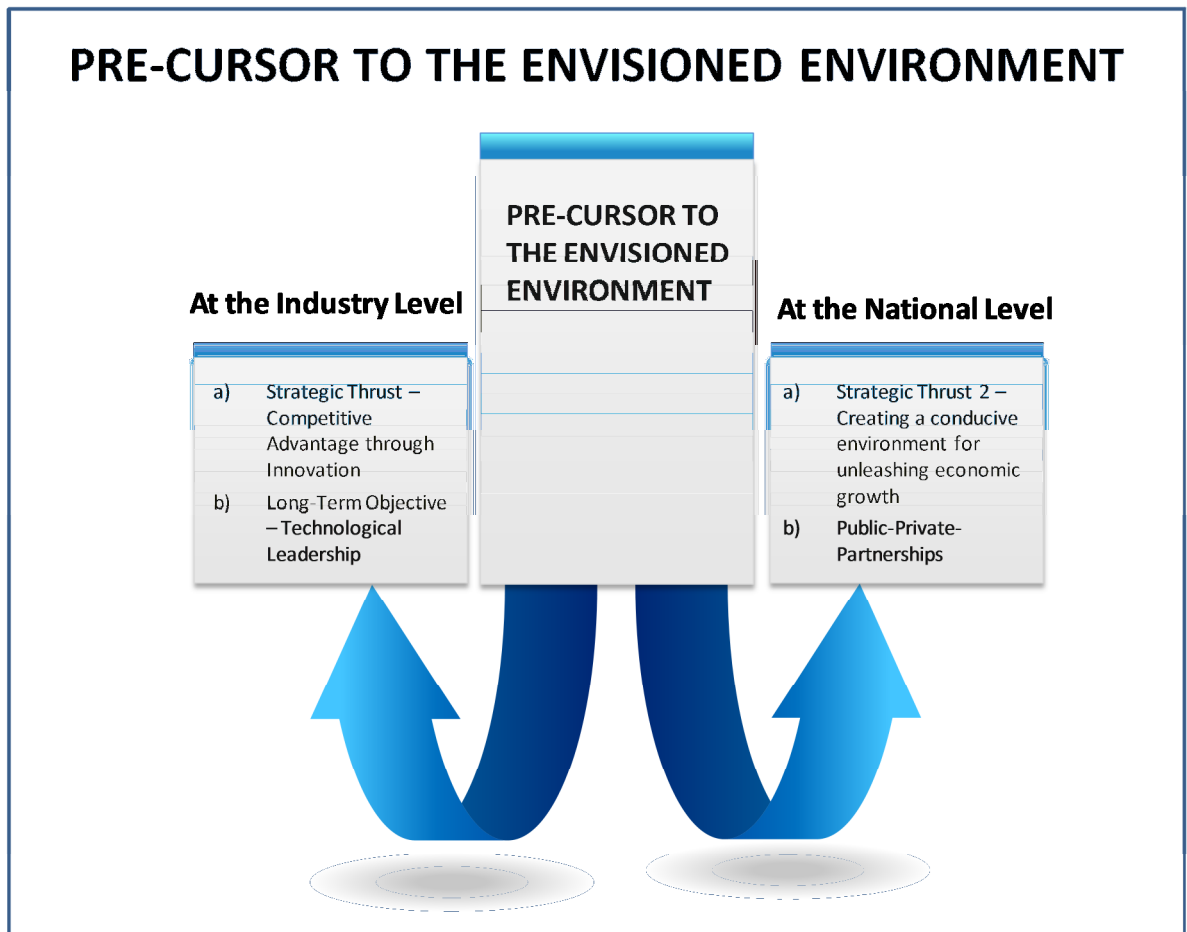 PRE-CURSOR TO THE ENVISIONED ENVIRONMENT
PRE-CURSOR TO
THE ENVISIONED
ENVIRONMENT
At the Industry Level
a) Strategic Thrust –
Competitive
Advantage through
Innovation
b) Long-Term Objective
– Technological
Leadership
At the National Level
a) Strategic Thrust 2 –
Creating a conducive
environment for
unleashing economic
growth
b) Public-Private-
Partnerships